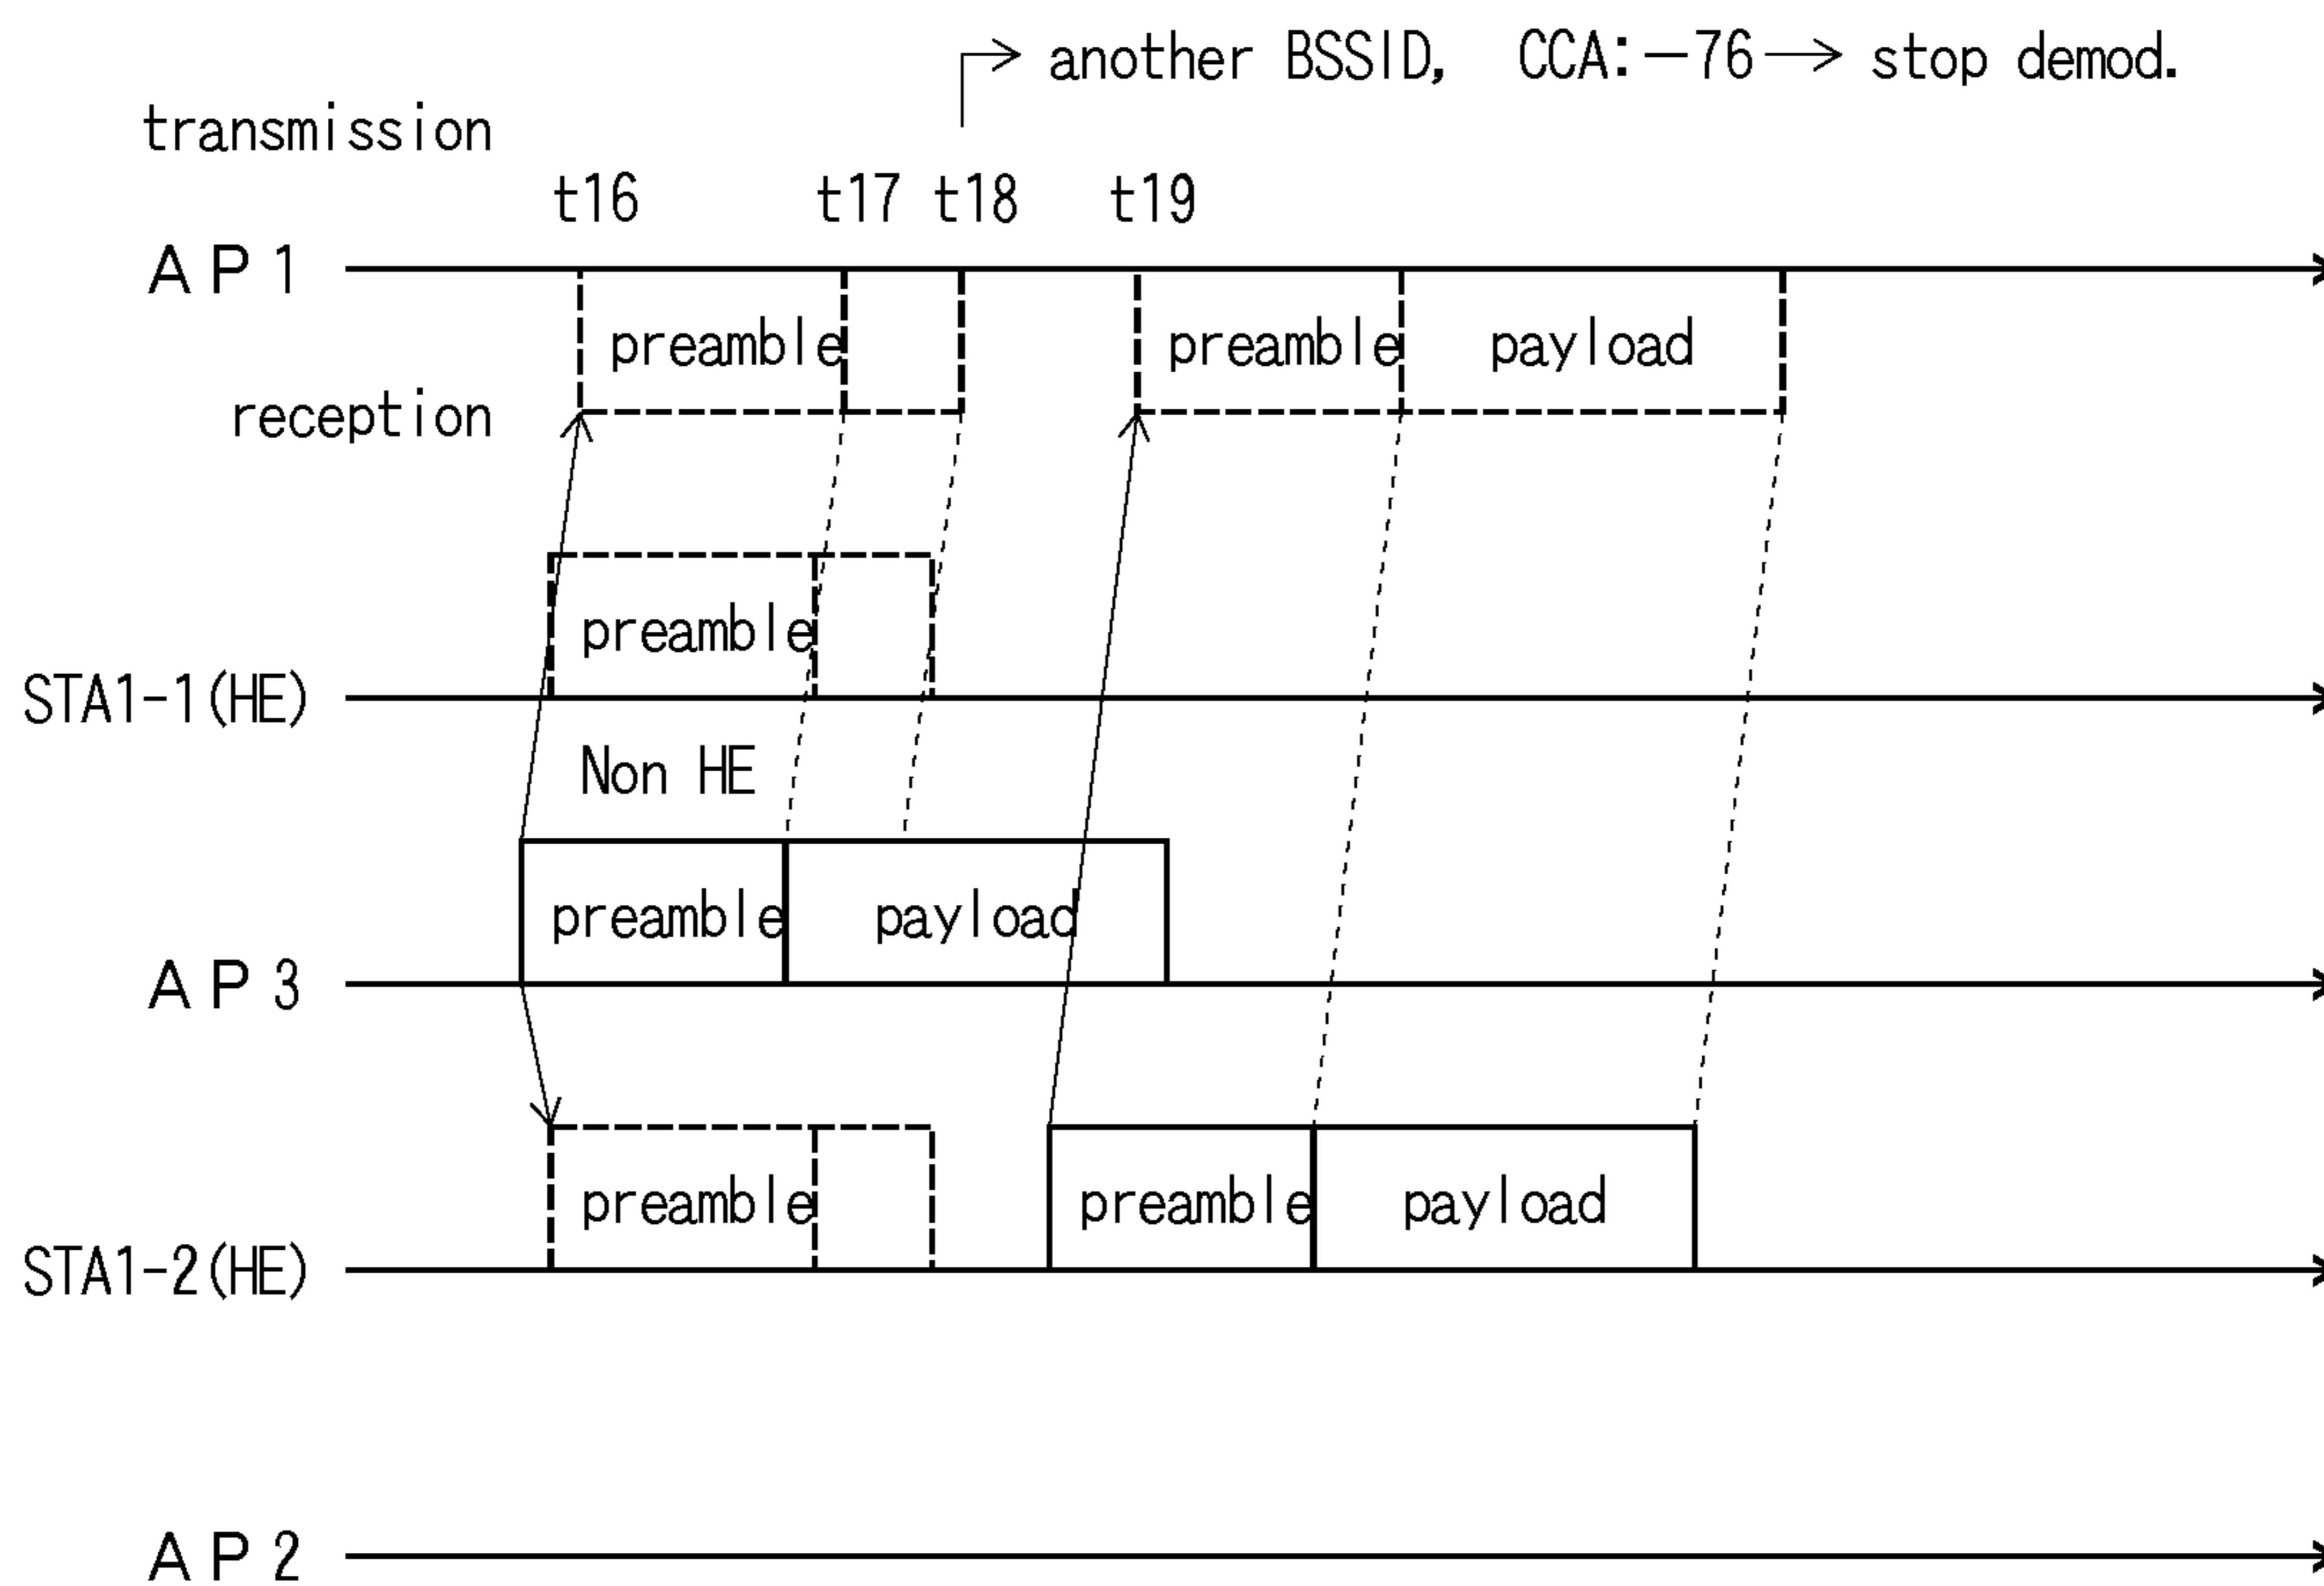 another BSSID, CCA:−76 stop demod.
transmission
t16 t17 t18 t19
AP1
preamble preamble payload
reception
preamble
STA1-1(HE)
Non HE
preamble payload
AP3
preamble preamble payload
STA1-2(HE)
AP2